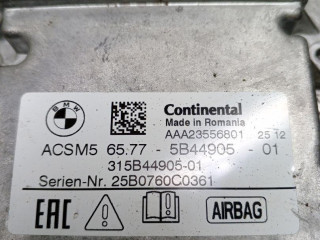 BMW
Continental
Made in Romania
AAA23556801 25 12
ACSM5 65.77 - 5B44905 - 01
315B44905-01
Serien-Nr. 25B0760C0361
EAC AIRBAG